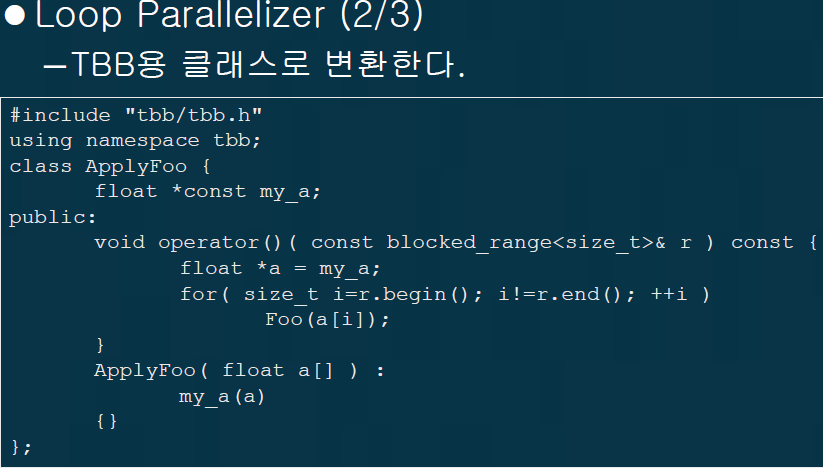 ● Loop Parallelizer (2/3)
–TBB용 클래스로 변환한다.
#include "tbb/tbb.h"
using namespace tbb;
class ApplyFoo {
float *const my_a;
public:
void operator()( const blocked_range<size_t>& r ) const {
float *a = my_a;
for( size_t i=r.begin(); i!=r.end(); ++i )
Foo(a[i]);
}
ApplyFoo( float a[] ) :
my_a(a)
{}
};